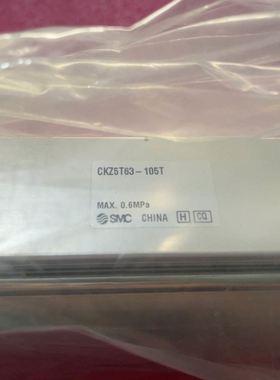 CKZ5T63-105T
MAX. 0.6MPa
SMC CHINA H CQ